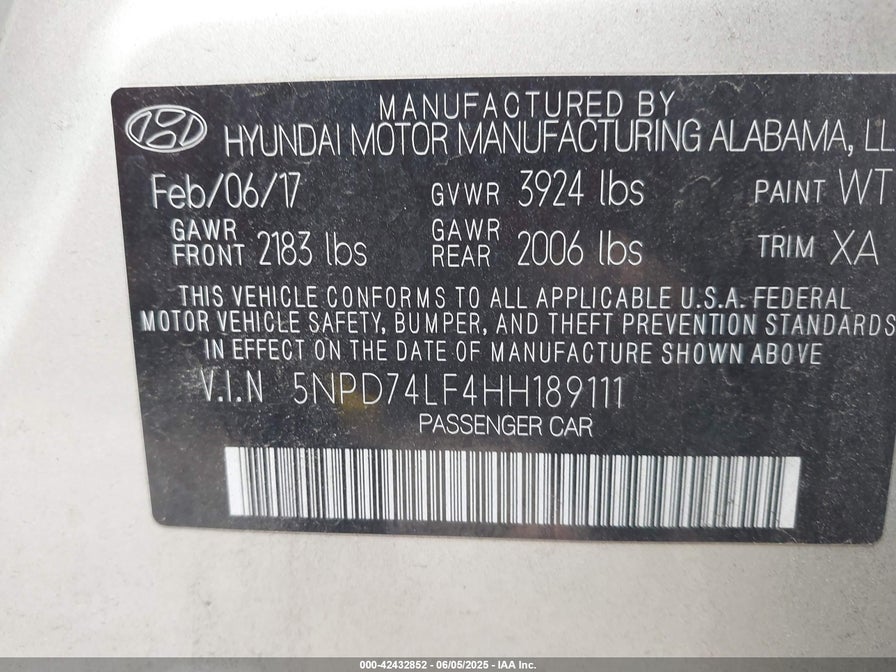 MANUFACTURED BY
HYUNDAI MOTOR MANUFACTURING ALABAMA, LL
Feb/06/17 GVWR 3924 lbs PAINT WT
GAWR FRONT 2183 lbs GAWR REAR 2006 lbs TRIM XA
THIS VEHICLE CONFORMS TO ALL APPLICABLE U.S.A. FEDERAL
MOTOR VEHICLE SAFETY, BUMPER, AND THEFT PREVENTION STANDARDS
IN EFFECT ON THE DATE OF MANUFACTURE SHOWN ABOVE
V.I.N 5NPD74LF4HH189111
PASSENGER CAR
000-42432852 - 06/05/2025 - IAA Inc.